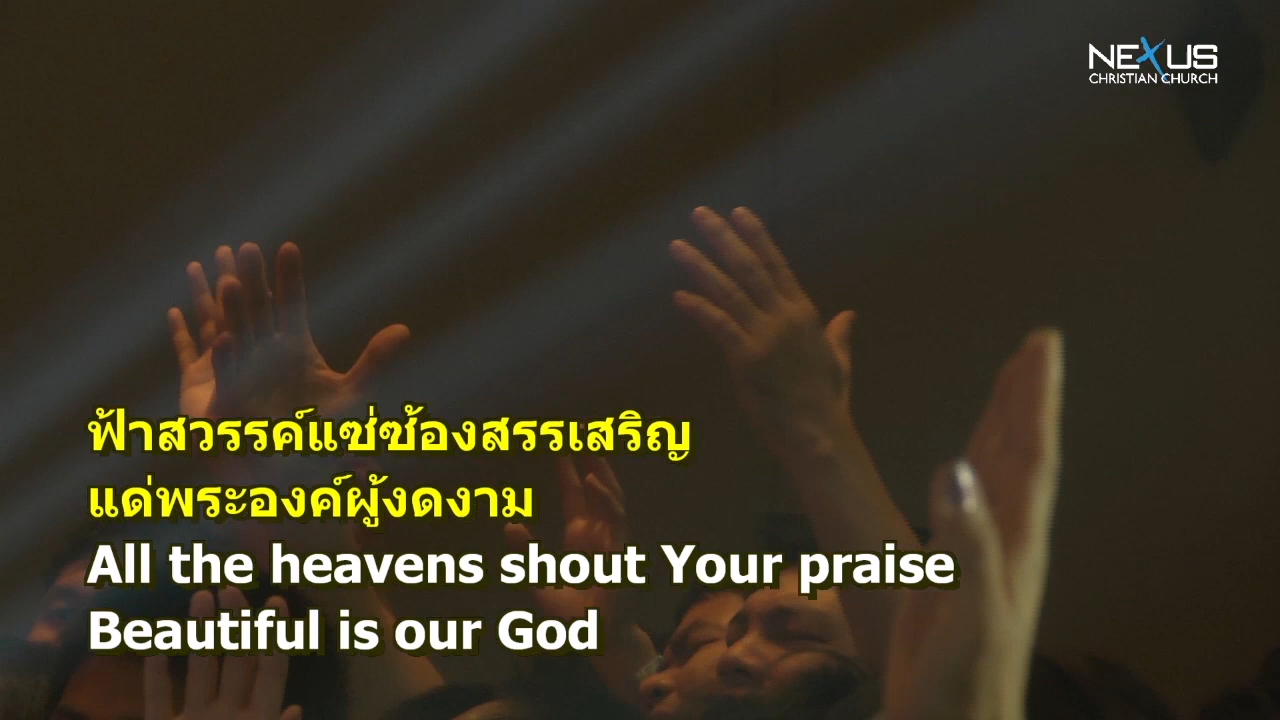 NEXUS
CHRISTIAN CHURCH
ฟ้าสวรรค์แซ่ซ้องสรรเสริญ
แด่พระองค์ผู้งดงาม
All the heavens shout Your praise
Beautiful is our God